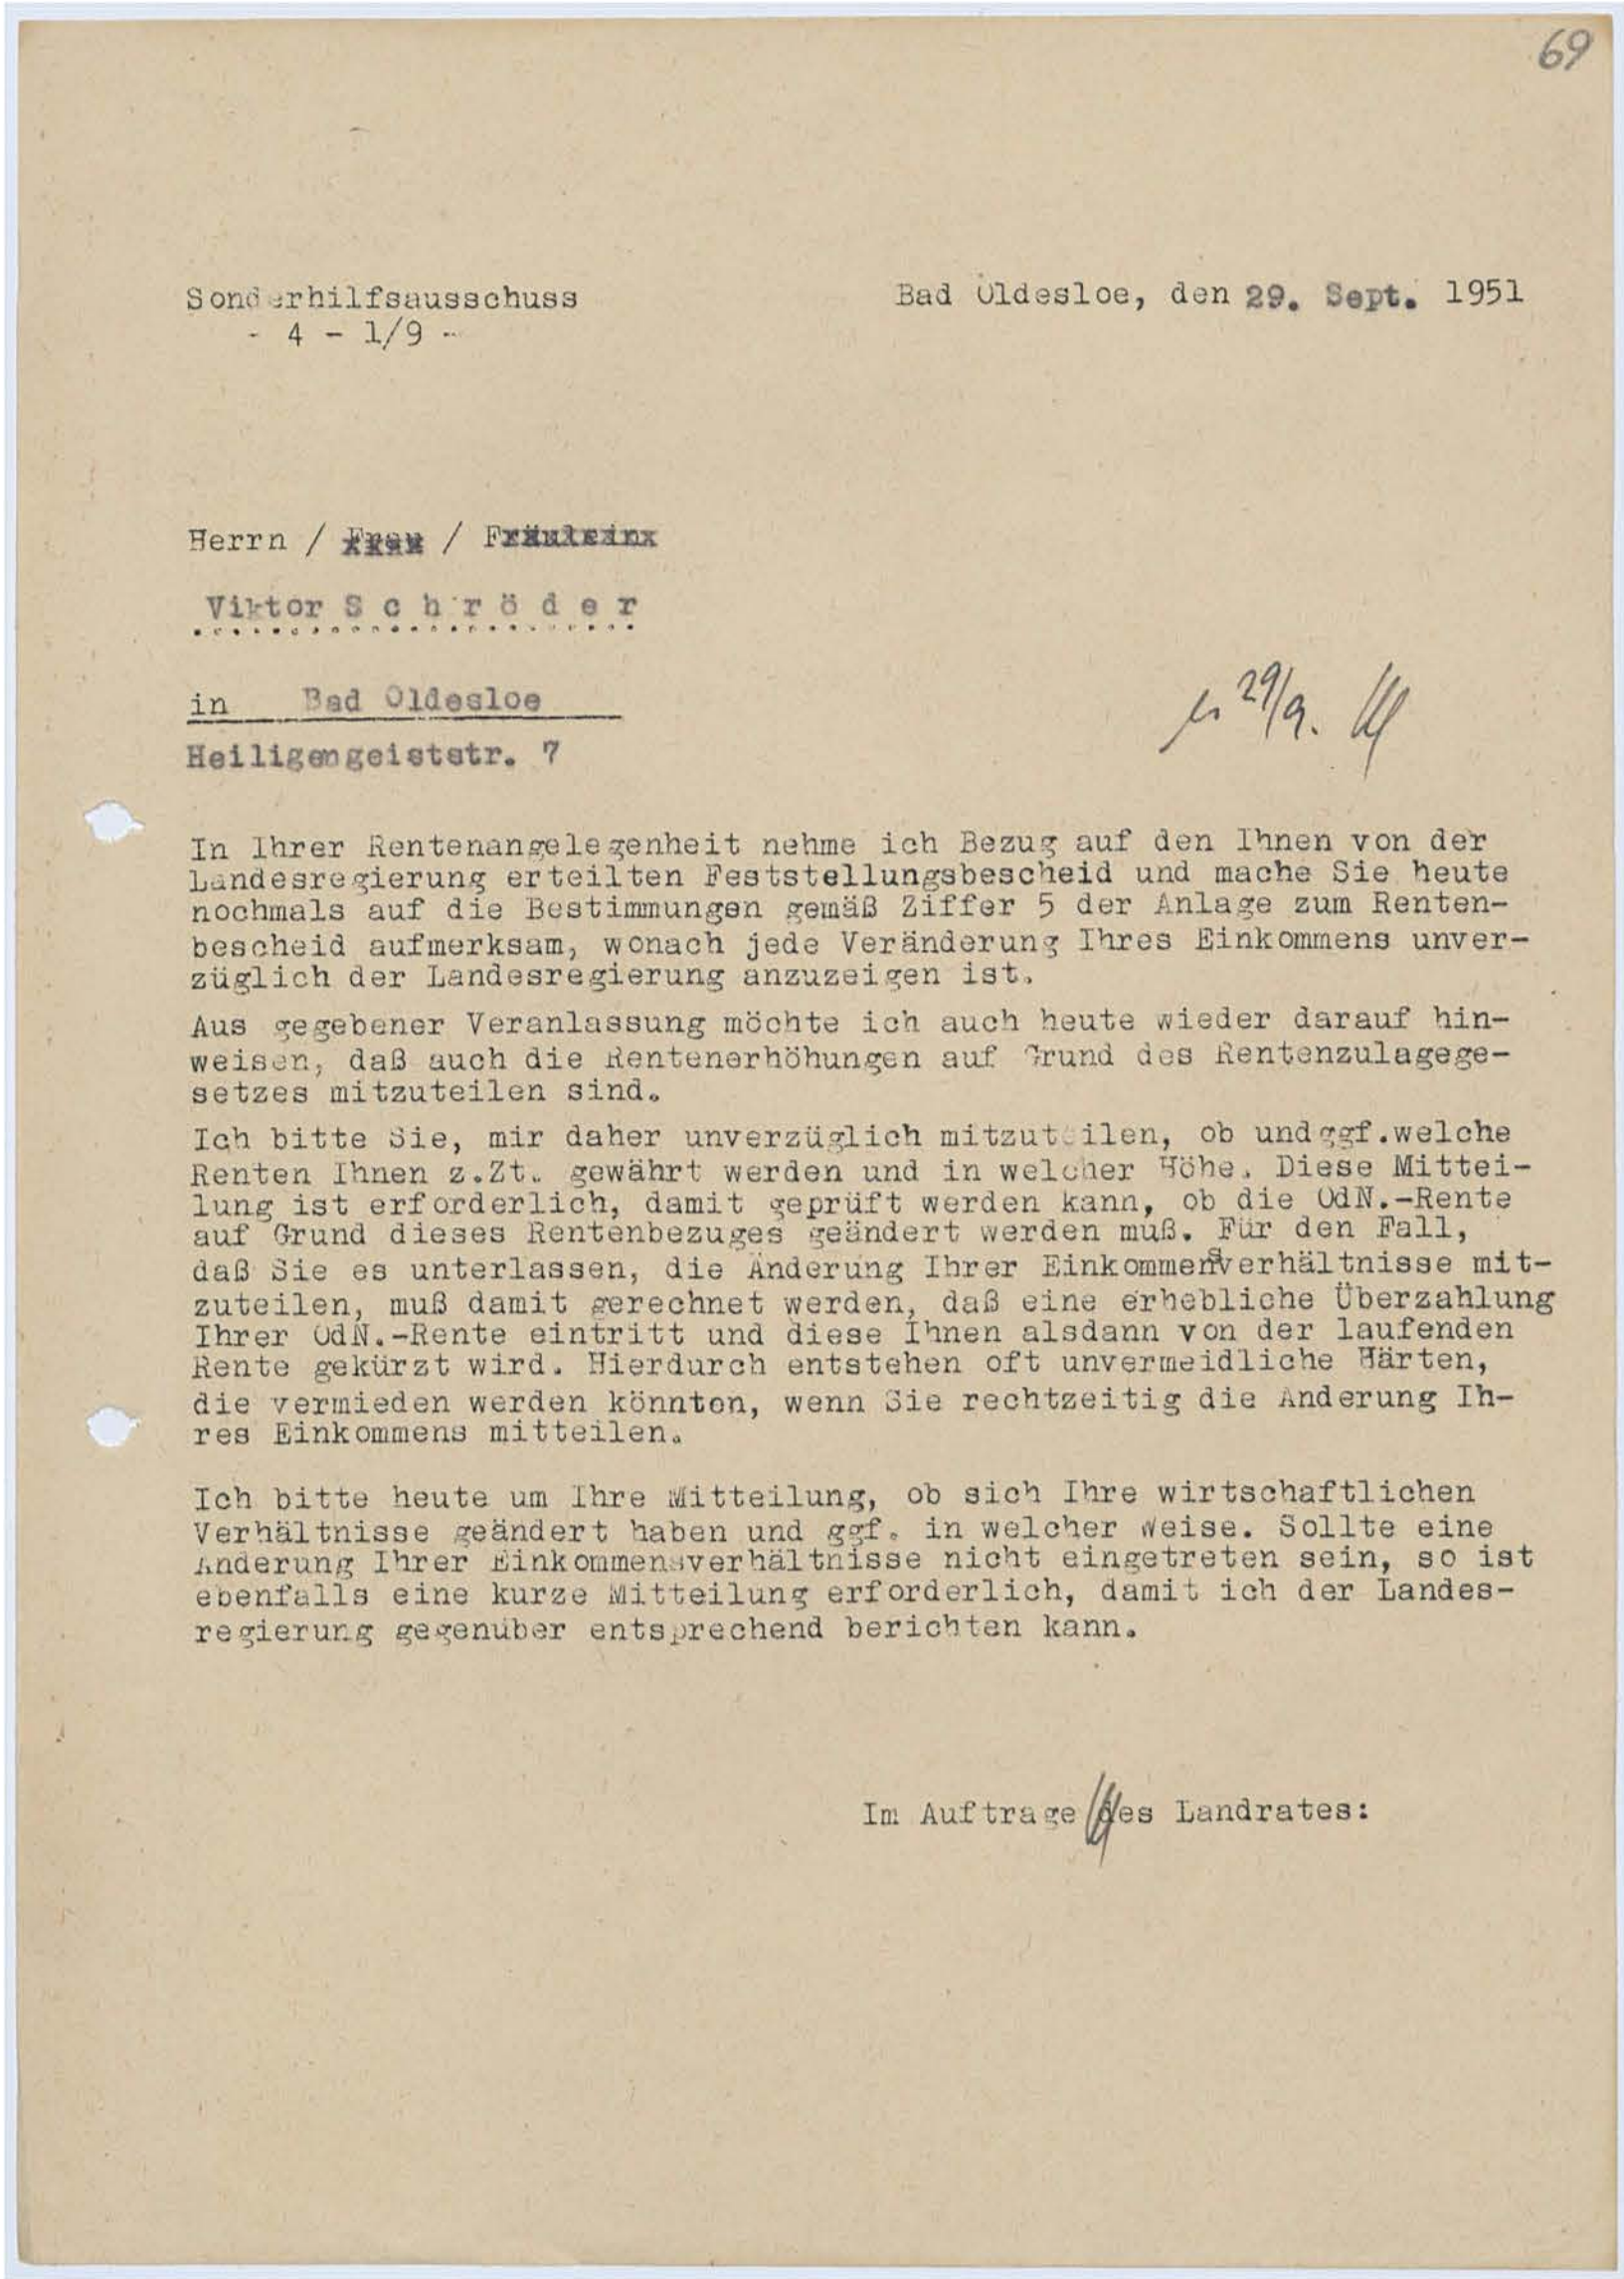 69
Sonderhilfsausschuss
- 4 - 1/9 -
Bad Oldesloe, den 29. Sept. 1951
Herrn / Frau / Fräulein
Viktor S c h r ö d e r
in Bad Oldesloe
Heiligengeiststr. 7
29/9.
In Ihrer Rentenangelegenheit nehme ich Bezug auf den Ihnen von der
Landesregierung erteilten Feststellungsbescheid und mache Sie heute
nochmals auf die Bestimmungen gemäß Ziffer 5 der Anlage zum Renten-
bescheid aufmerksam, wonach jede Veränderung Ihres Einkommens unver-
züglich der Landesregierung anzuzeigen ist.
Aus gegebener Veranlassung möchte ich auch heute wieder darauf hin-
weisen, daß auch die Rentenerhöhungen auf Grund des Rentenzulagege-
setzes mitzuteilen sind.
Ich bitte Sie, mir daher unverzüglich mitzuteilen, ob und ggf. welche
Renten Ihnen z.Zt. gewährt werden und in welcher Höhe. Diese Mittei-
lung ist erforderlich, damit geprüft werden kann, ob die OdN.-Rente
auf Grund dieses Rentenbezuges geändert werden muß. Für den Fall,
daß Sie es unterlassen, die Änderung Ihrer Einkommensverhältnisse mit-
zuteilen, muß damit gerechnet werden, daß eine erhebliche Überzahlung
Ihrer OdN.-Rente eintritt und diese Ihnen alsdann von der laufenden
Rente gekürzt wird. Hierdurch entstehen oft unvermeidliche Härten,
die vermieden werden könnten, wenn Sie rechtzeitig die Anderung Ih-
res Einkommens mitteilen.
Ich bitte heute um Ihre Mitteilung, ob sich Ihre wirtschaftlichen
Verhältnisse geändert haben und ggf. in welcher Weise. Sollte eine
Anderung Ihrer Einkommensverhältnisse nicht eingetreten sein, so ist
ebenfalls eine kurze Mitteilung erforderlich, damit ich der Landes-
regierung gegenüber entsprechend berichten kann.
Im Auftrage des Landrates: